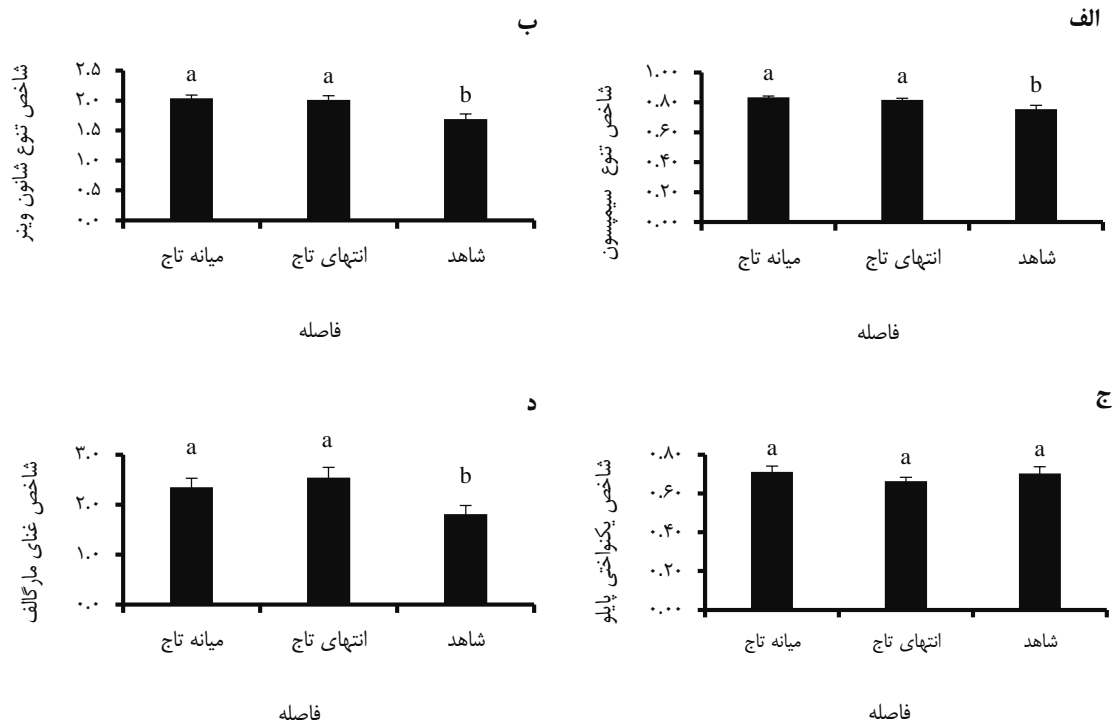 الف
شاخص تنوع سیمپسون
۱.۰۰
۰.۸۰
۰.۶۰
۰.۴۰
۰.۲۰
۰.۰۰
a
a
b
میانه تاج
انتهای تاج
شاهد
فاصله
ب
شاخص تنوع شانون وینر
۲.۵
۲.۰
۱.۵
۱.۰
۰.۵
۰.۰
a
a
b
میانه تاج
انتهای تاج
شاهد
فاصله
ج
شاخص یکنواختی پایلو
۰.۸۰
۰.۶۰
۰.۴۰
۰.۲۰
۰.۰۰
a
a
a
میانه تاج
انتهای تاج
شاهد
فاصله
د
شاخص غنای مارگالف
۳.۰
۲.۰
۱.۰
۰.۰
a
a
b
میانه تاج
انتهای تاج
شاهد
فاصله